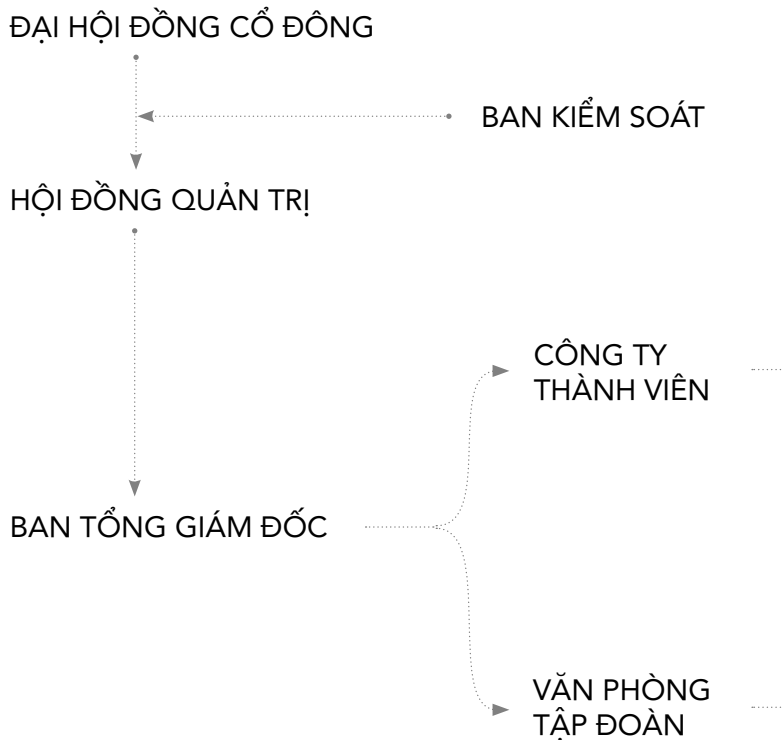 ĐẠI HỘI ĐỒNG CỔ ĐÔNG
BAN KIỂM SOÁT
HỘI ĐỒNG QUẢN TRỊ
CÔNG TY
THÀNH VIÊN
BAN TỔNG GIÁM ĐỐC
VĂN PHÒNG
TẬP ĐOÀN